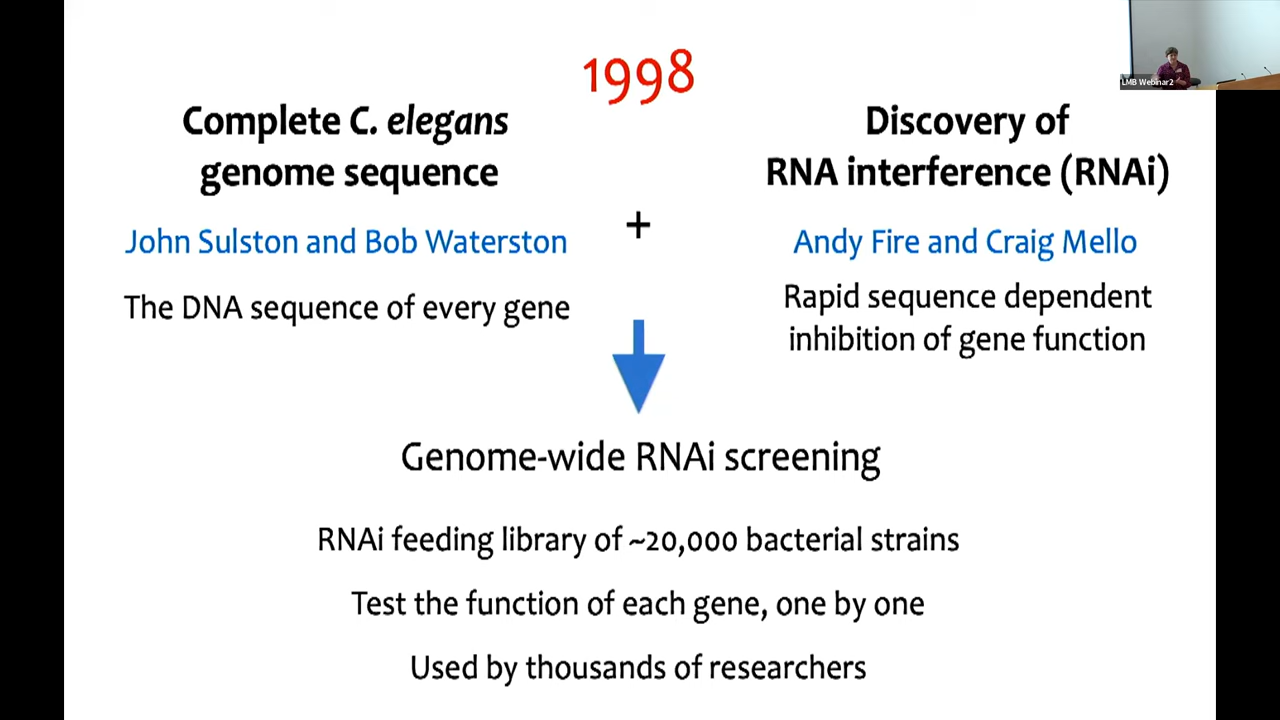 1998
Complete C. elegans
genome sequence
John Sulston and Bob Waterston
The DNA sequence of every gene
+
Discovery of
RNA interference (RNAi)
Andy Fire and Craig Mello
Rapid sequence dependent
inhibition of gene function
Genome-wide RNAi screening
RNAi feeding library of ~20,000 bacterial strains
Test the function of each gene, one by one
Used by thousands of researchers
LMB Webinar2